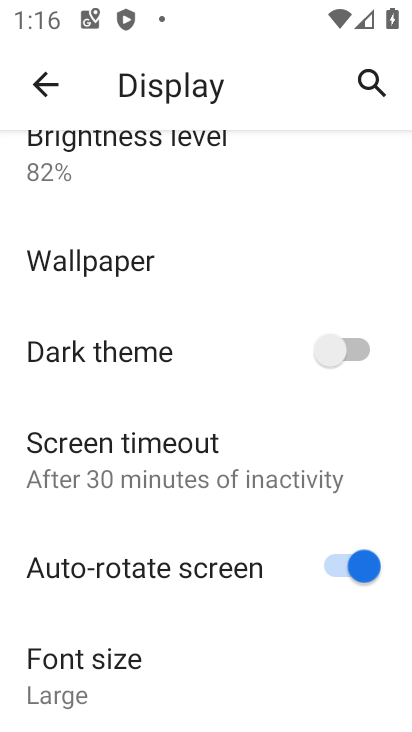 1:16
Display
Brightness level
82%
Wallpaper
Dark theme
Screen timeout
After 30 minutes of inactivity
Auto-rotate screen
Font size
Large